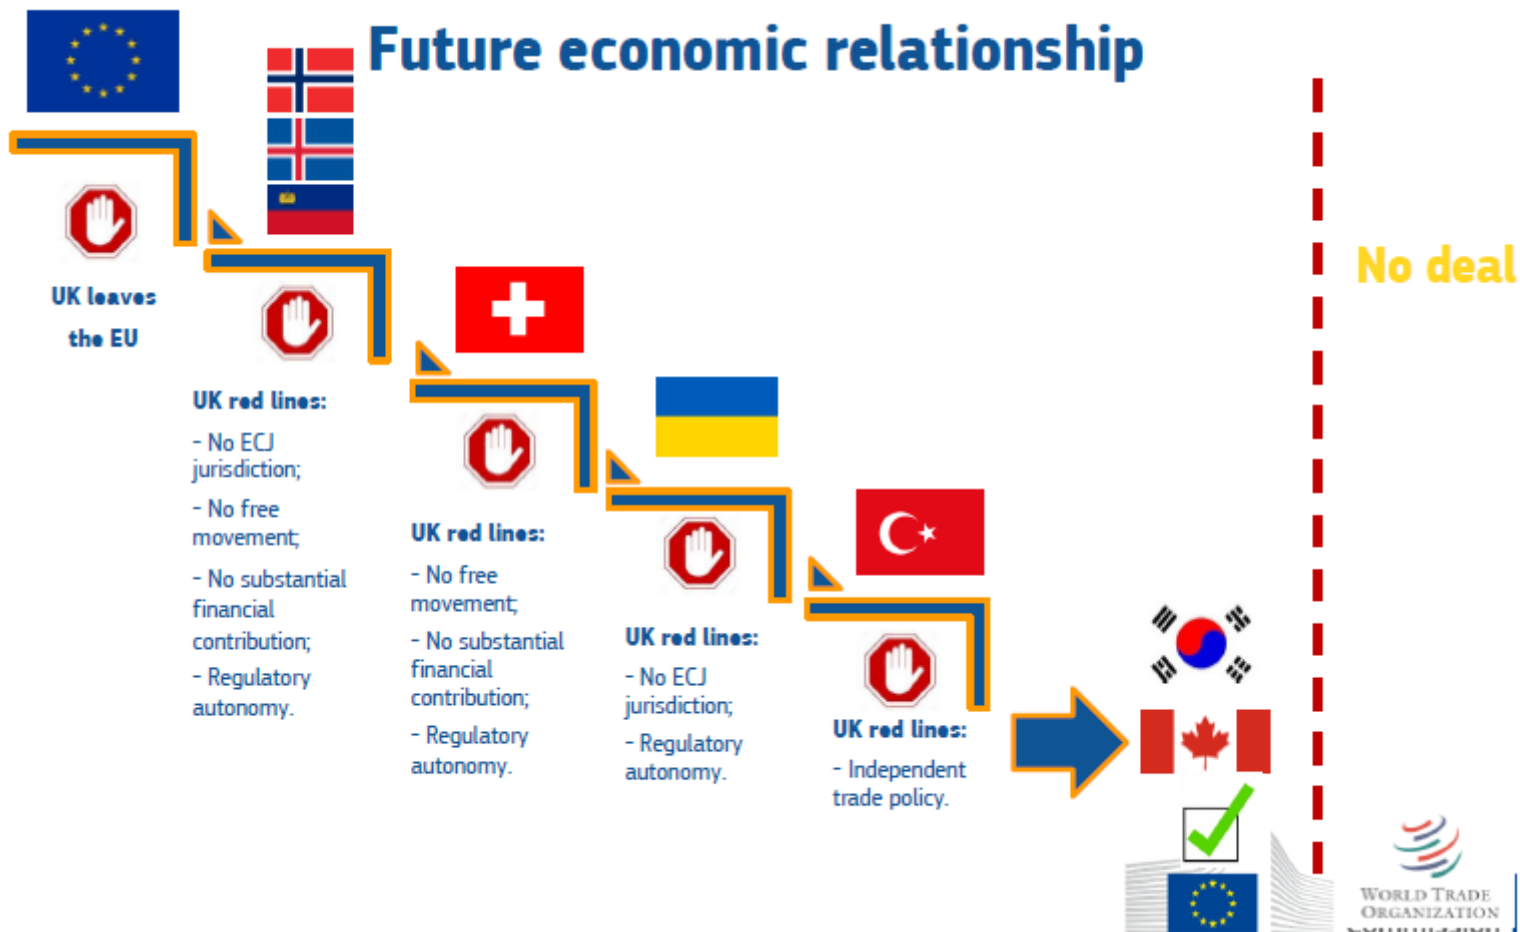 Future economic relationship
No deal
UK leaves
the EU
UK red lines:
- No ECJ
jurisdiction;
- No free
movement;
- No substantial
financial
contribution;
- Regulatory
autonomy.
UK red lines:
- No free
movement;
- No substantial
financial
contribution;
- Regulatory
autonomy.
UK red lines:
- No ECJ
jurisdiction;
- Regulatory
autonomy.
UK red lines:
- Independent
trade policy.
WORLD TRADE
ORGANIZATION